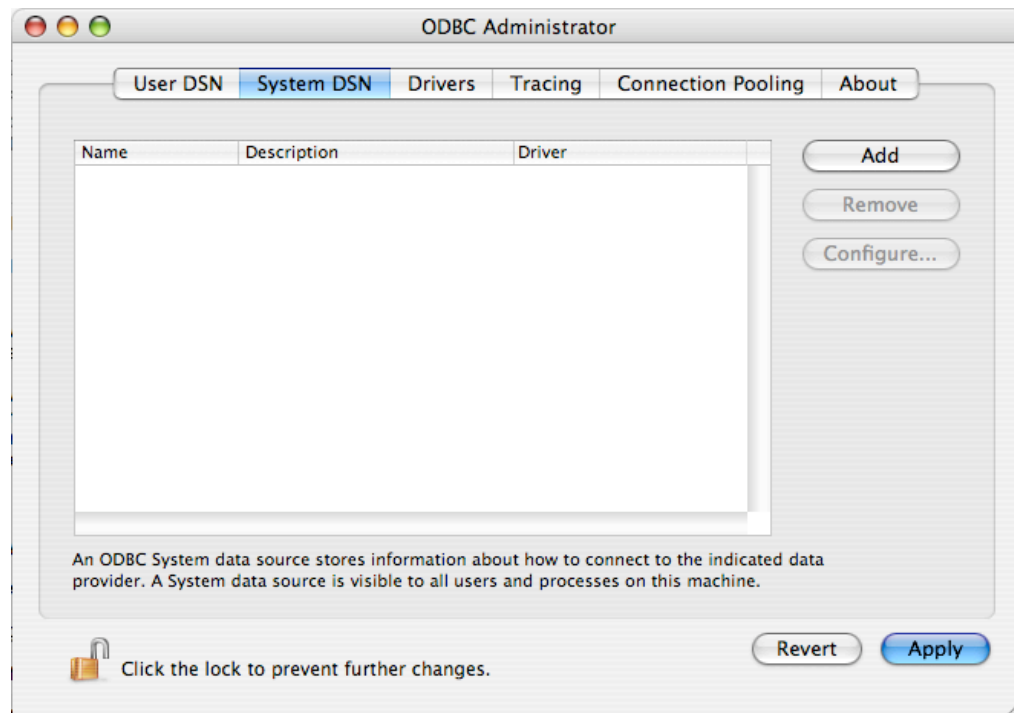 ODBC Administrator
User DSN System DSN Drivers Tracing Connection Pooling About
Name Description Driver
Add
Remove
Configure...
An ODBC System data source stores information about how to connect to the indicated data
provider. A System data source is visible to all users and processes on this machine.
Click the lock to prevent further changes.
Revert Apply